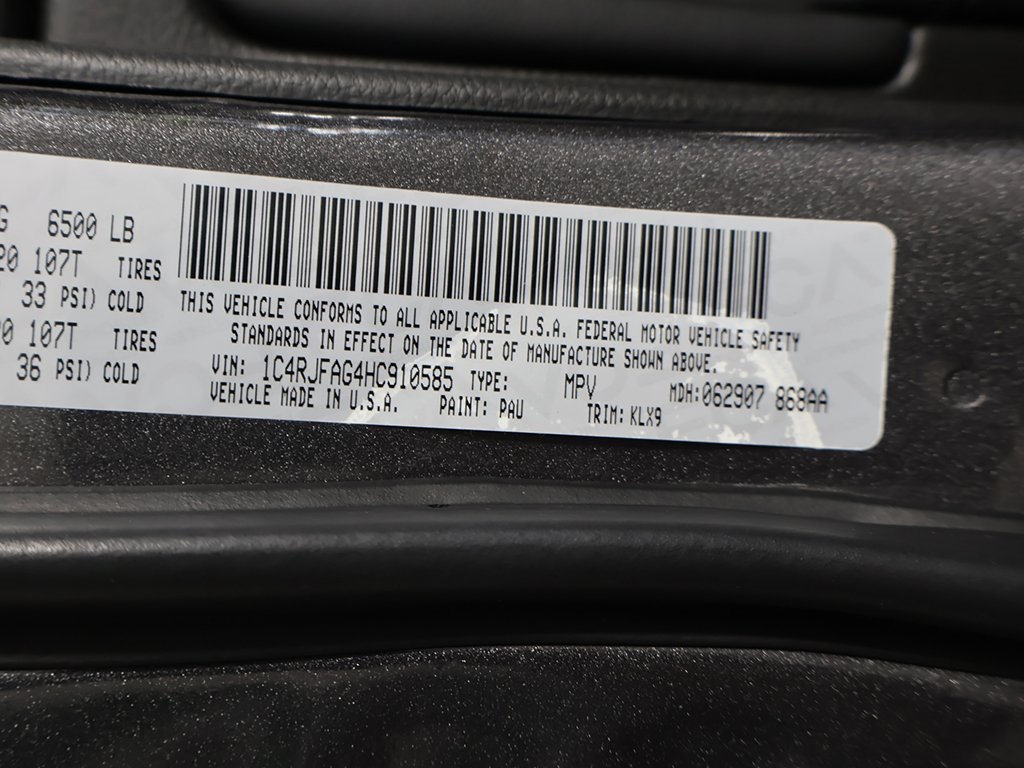 6500 LB
107T TIRES
33 PSI) COLD
107T TIRES
36 PSI) COLD
THIS VEHICLE CONFORMS TO ALL APPLICABLE U.S.A. FEDERAL MOTOR VEHICLE SAFETY
STANDARDS IN EFFECT ON THE DATE OF MANUFACTURE SHOWN ABOVE.
VIN: 1C4RJFAG4HC910585 TYPE: MPV MDH:062907 868AA
VEHICLE MADE IN U.S.A. PAINT: PAU TRIM: KLX9